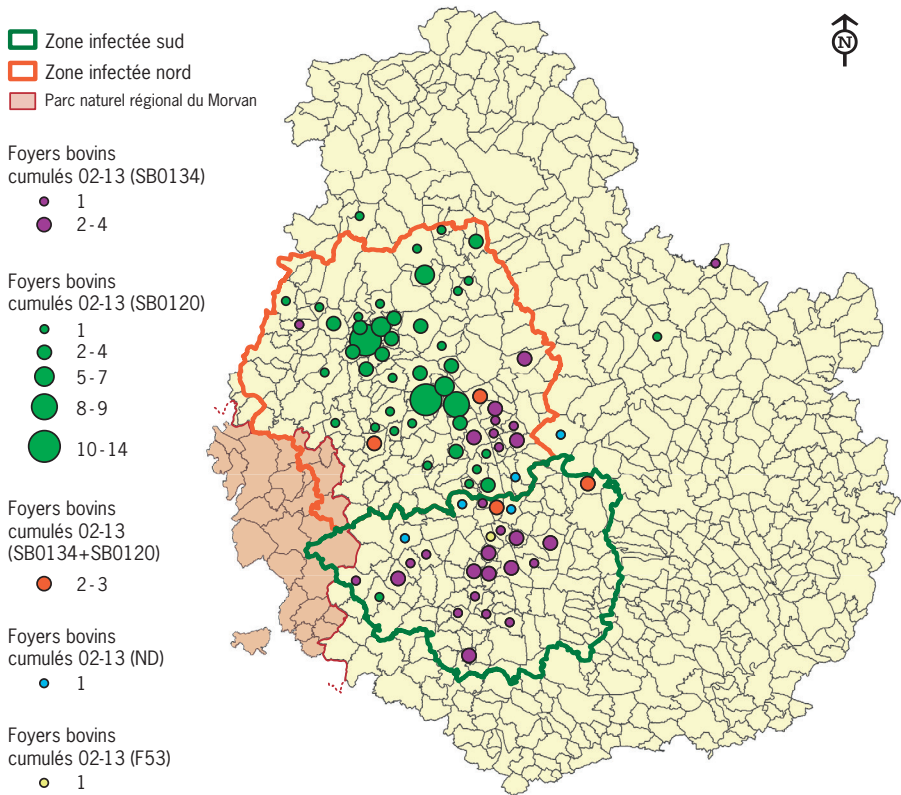 Zone infectée sud
Zone infectée nord
Parc naturel régional du Morvan
N
Foyers bovins
cumulés 02-13 (SB0134)
1
2-4
Foyers bovins
cumulés 02-13 (SB0120)
1
2-4
5-7
8-9
10-14
Foyers bovins
cumulés 02-13
(SB0134+SB0120)
2-3
Foyers bovins
cumulés 02-13 (ND)
1
Foyers bovins
cumulés 02-13 (F53)
1